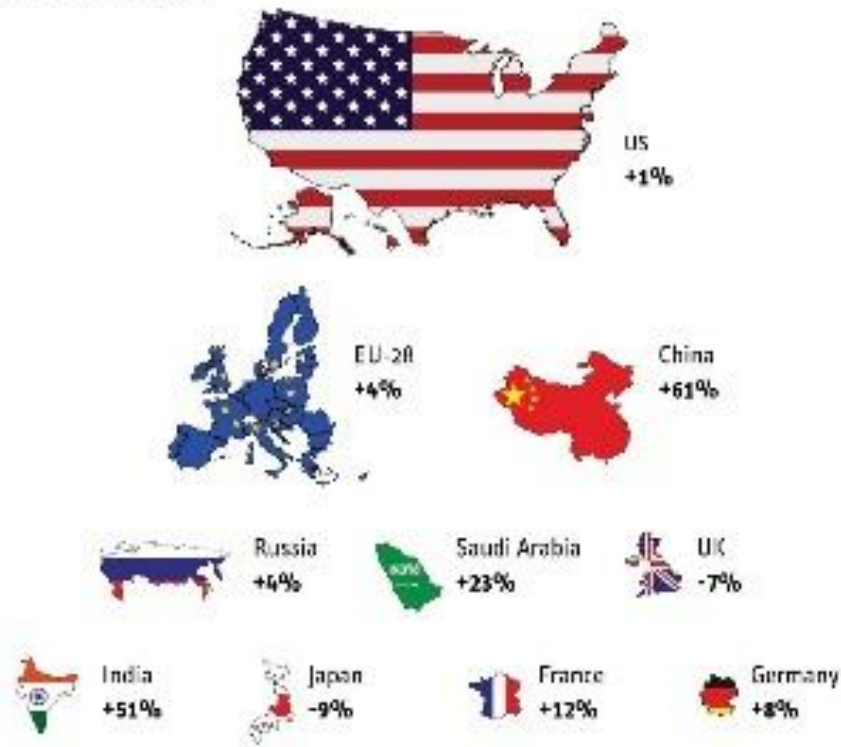 US
+1%
EU-28
+4%
China
+61%
Russia
+4%
Saudi Arabia
+23%
UK
-7%
India
+51%
Japan
-9%
France
+12%
Germany
+8%